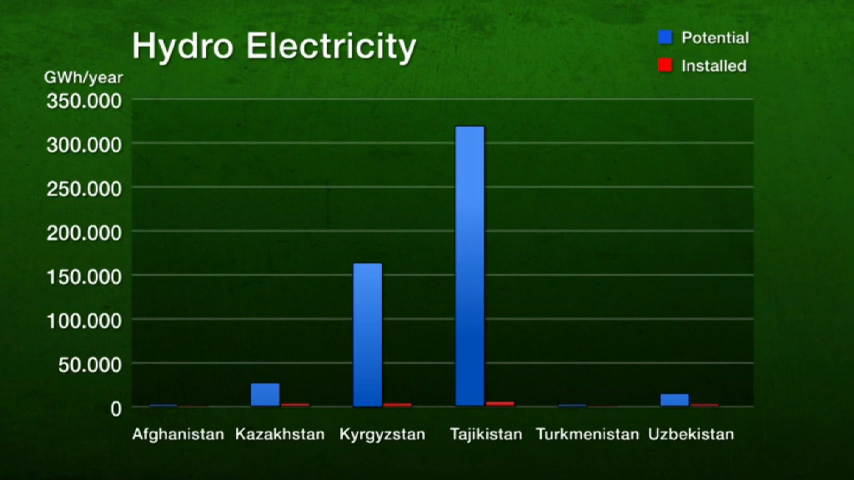 Hydro Electricity
Potential
Installed
GWh/year
350.000
300.000
250.000
200.000
150.000
100.000
50.000
0
Afghanistan Kazakhstan Kyrgyzstan Tajikistan Turkmenistan Uzbekistan